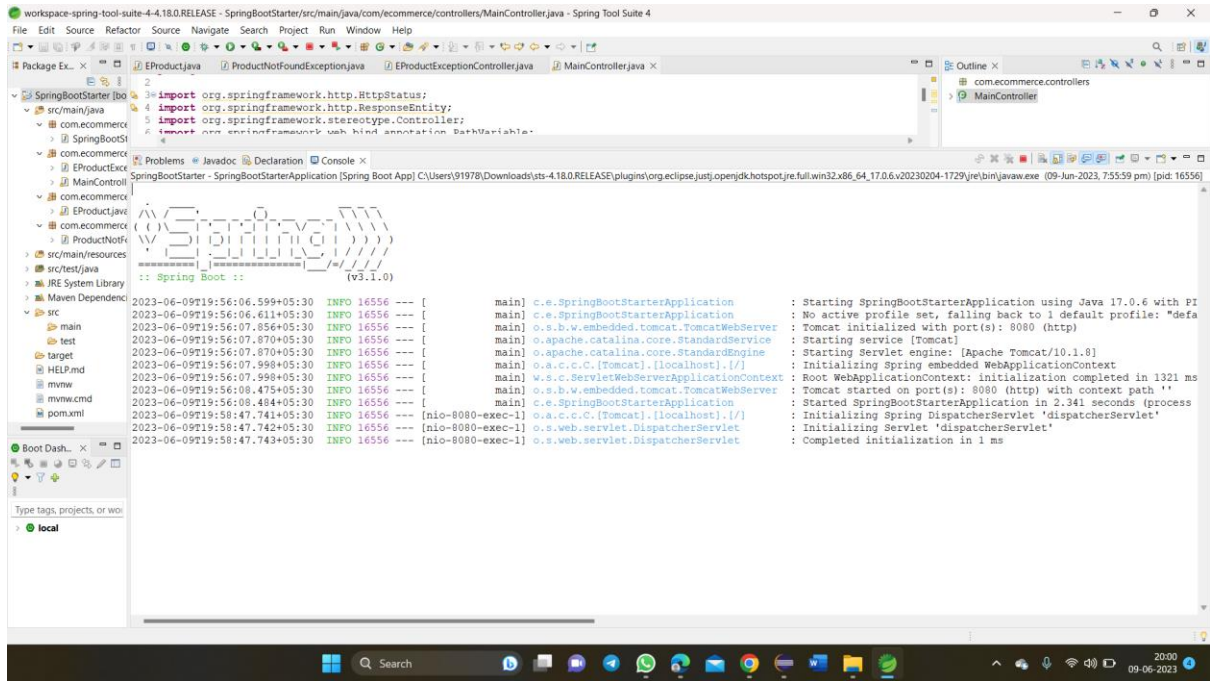 workspace-spring-tool-suite-4-4.18.0.RELEASE - SpringBootStarter/src/main/java/com/ecommerce/controllers/MainController.java - Spring Tool Suite 4
File Edit Source Refactor Source Navigate Search Project Run Window Help
Package Ex...
EProduct.java
ProductNotFoundException.java
EProductExceptionController.java
MainController.java
Outline
2
3 import org.springframework.http.HttpStatus;
4 import org.springframework.http.ResponseEntity;
5 import org.springframework.stereotype.Controller;
6 import org.springframework.web.bind.annotation.PathVariable;
com.ecommerce.controllers
MainController
SpringBootStarter [bo
src/main/java
com.ecommerce
SpringBootSt
com.ecommerce
EProductExce
MainControll
com.ecommerce
EProduct.java
com.ecommerce
ProductNotFo
src/main/resources
src/test/java
JRE System Library
Maven Dependenci
src
main
test
target
HELP.md
mvnw
mvnw.cmd
pom.xml
Problems Javadoc Declaration Console
SpringBootStarter - SpringBootStarterApplication [Spring Boot App] C:\Users\91978\Downloads\sts-4.18.0.RELEASE\plugins\org.eclipse.justj.openjdk.hotspot.jre.full.win32.x86_64_17.0.6.v20230204-1729\jre\bin\javaw.exe (09-Jun-2023, 7:55:59 pm) [pid: 16556]
Spring
:: Spring Boot :: (v3.1.0)
2023-06-09T19:56:06.599+05:30 INFO 16556 --- [ main] c.e.SpringBootStarterApplication : Starting SpringBootStarterApplication using Java 17.0.6 with PI
2023-06-09T19:56:06.611+05:30 INFO 16556 --- [ main] c.e.SpringBootStarterApplication : No active profile set, falling back to 1 default profile: "defa
2023-06-09T19:56:07.856+05:30 INFO 16556 --- [ main] o.s.b.w.embedded.tomcat.TomcatWebServer : Tomcat initialized with port(s): 8080 (http)
2023-06-09T19:56:07.870+05:30 INFO 16556 --- [ main] o.apache.catalina.core.StandardService : Starting service [Tomcat]
2023-06-09T19:56:07.870+05:30 INFO 16556 --- [ main] o.apache.catalina.core.StandardEngine : Starting Servlet engine: [Apache Tomcat/10.1.8]
2023-06-09T19:56:07.998+05:30 INFO 16556 --- [ main] o.a.c.c.C.[Tomcat].[localhost].[/] : Initializing Spring embedded WebApplicationContext
2023-06-09T19:56:07.998+05:30 INFO 16556 --- [ main] w.s.c.ServletWebServerApplicationContext : Root WebApplicationContext: initialization completed in 1321 ms
2023-06-09T19:56:08.475+05:30 INFO 16556 --- [ main] o.s.b.w.embedded.tomcat.TomcatWebServer : Tomcat started on port(s): 8080 (http) with context path ''
2023-06-09T19:56:08.484+05:30 INFO 16556 --- [ main] c.e.SpringBootStarterApplication : Started SpringBootStarterApplication in 2.341 seconds (process
2023-06-09T19:58:47.741+05:30 INFO 16556 --- [nio-8080-exec-1] o.a.c.c.C.[Tomcat].[localhost].[/] : Initializing Spring DispatcherServlet 'dispatcherServlet'
2023-06-09T19:58:47.742+05:30 INFO 16556 --- [nio-8080-exec-1] o.s.web.servlet.DispatcherServlet : Initializing Servlet 'dispatcherServlet'
2023-06-09T19:58:47.743+05:30 INFO 16556 --- [nio-8080-exec-1] o.s.web.servlet.DispatcherServlet : Completed initialization in 1 ms
Boot Dash...
Type tags, projects, or wor
local
Search
20:00
09-06-2023